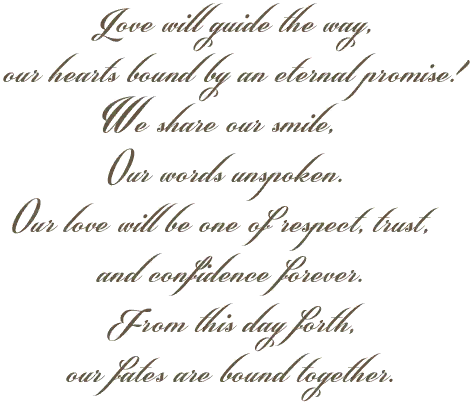 Love will guide the way,
our hearts bound by an eternal promise!
We share our smile,
Our words unspoken.
Our love will be one of respect, trust,
and confidence forever.
From this day forth,
our fates are bound together.